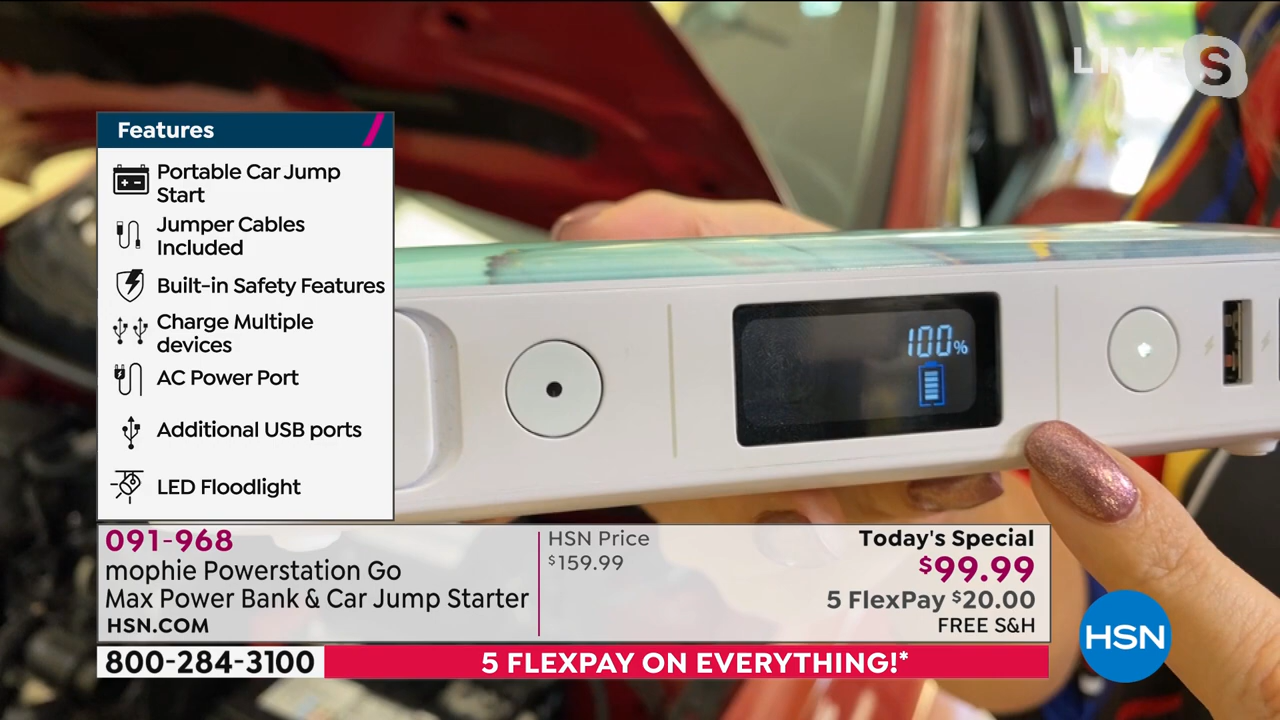 LIVE S
Features
Portable Car Jump
Start
Jumper Cables
Included
Built-in Safety Features
Charge Multiple
devices
AC Power Port
Additional USB ports
LED Floodlight
100%
091-968
mophie Powerstation Go
Max Power Bank & Car Jump Starter
HSN.COM
HSN Price
$159.99
Today's Special
$99.99
5 FlexPay $20.00
FREE S&H
HSN
800-284-3100
5 FLEXPAY ON EVERYTHING!*